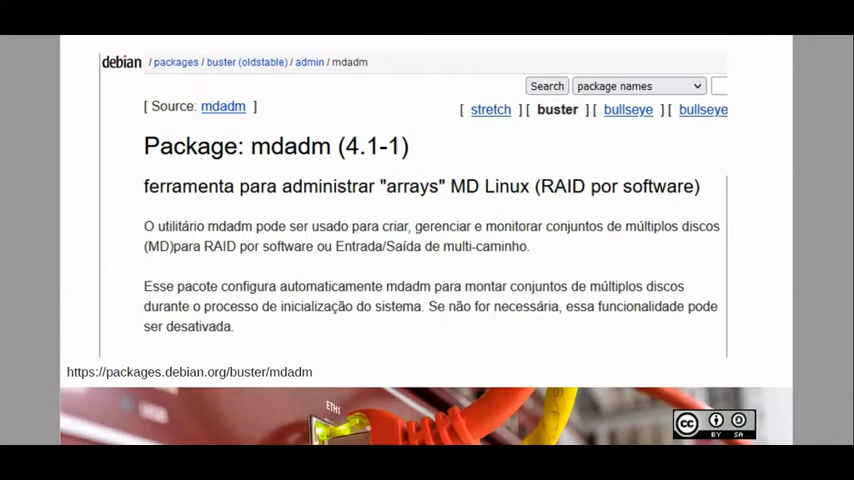 debian / packages / buster (oldstable) / admin / mdadm
Search package names
[ Source: mdadm ] [ stretch ] [ buster ] [ bullseye ] [ bullseye
Package: mdadm (4.1-1)
ferramenta para administrar "arrays" MD Linux (RAID por software)
O utilitário mdadm pode ser usado para criar, gerenciar e monitorar conjuntos de múltiplos discos
(MD)para RAID por software ou Entrada/Saída de multi-caminho.
Esse pacote configura automaticamente mdadm para montar conjuntos de múltiplos discos
durante o processo de inicialização do sistema. Se não for necessária, essa funcionalidade pode
ser desativada.
https://packages.debian.org/buster/mdadm
ETH1
cc BY SA